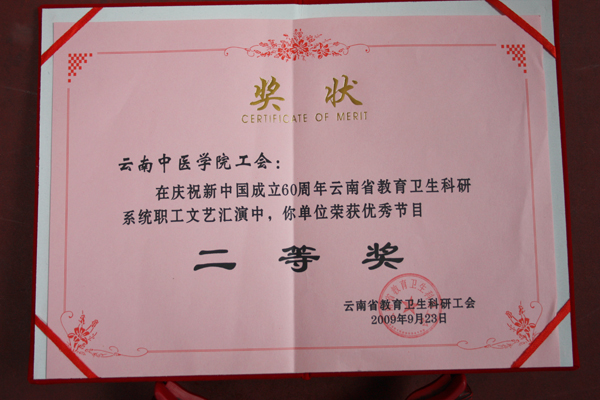 奖状
CERTIFICATE OF MERIT
云南中医学院工会：
在庆祝新中国成立60周年云南省教育卫生科研
系统职工文艺汇演中，你单位荣获优秀节目
二等奖
云南省教育卫生科研工会
2009年9月23日